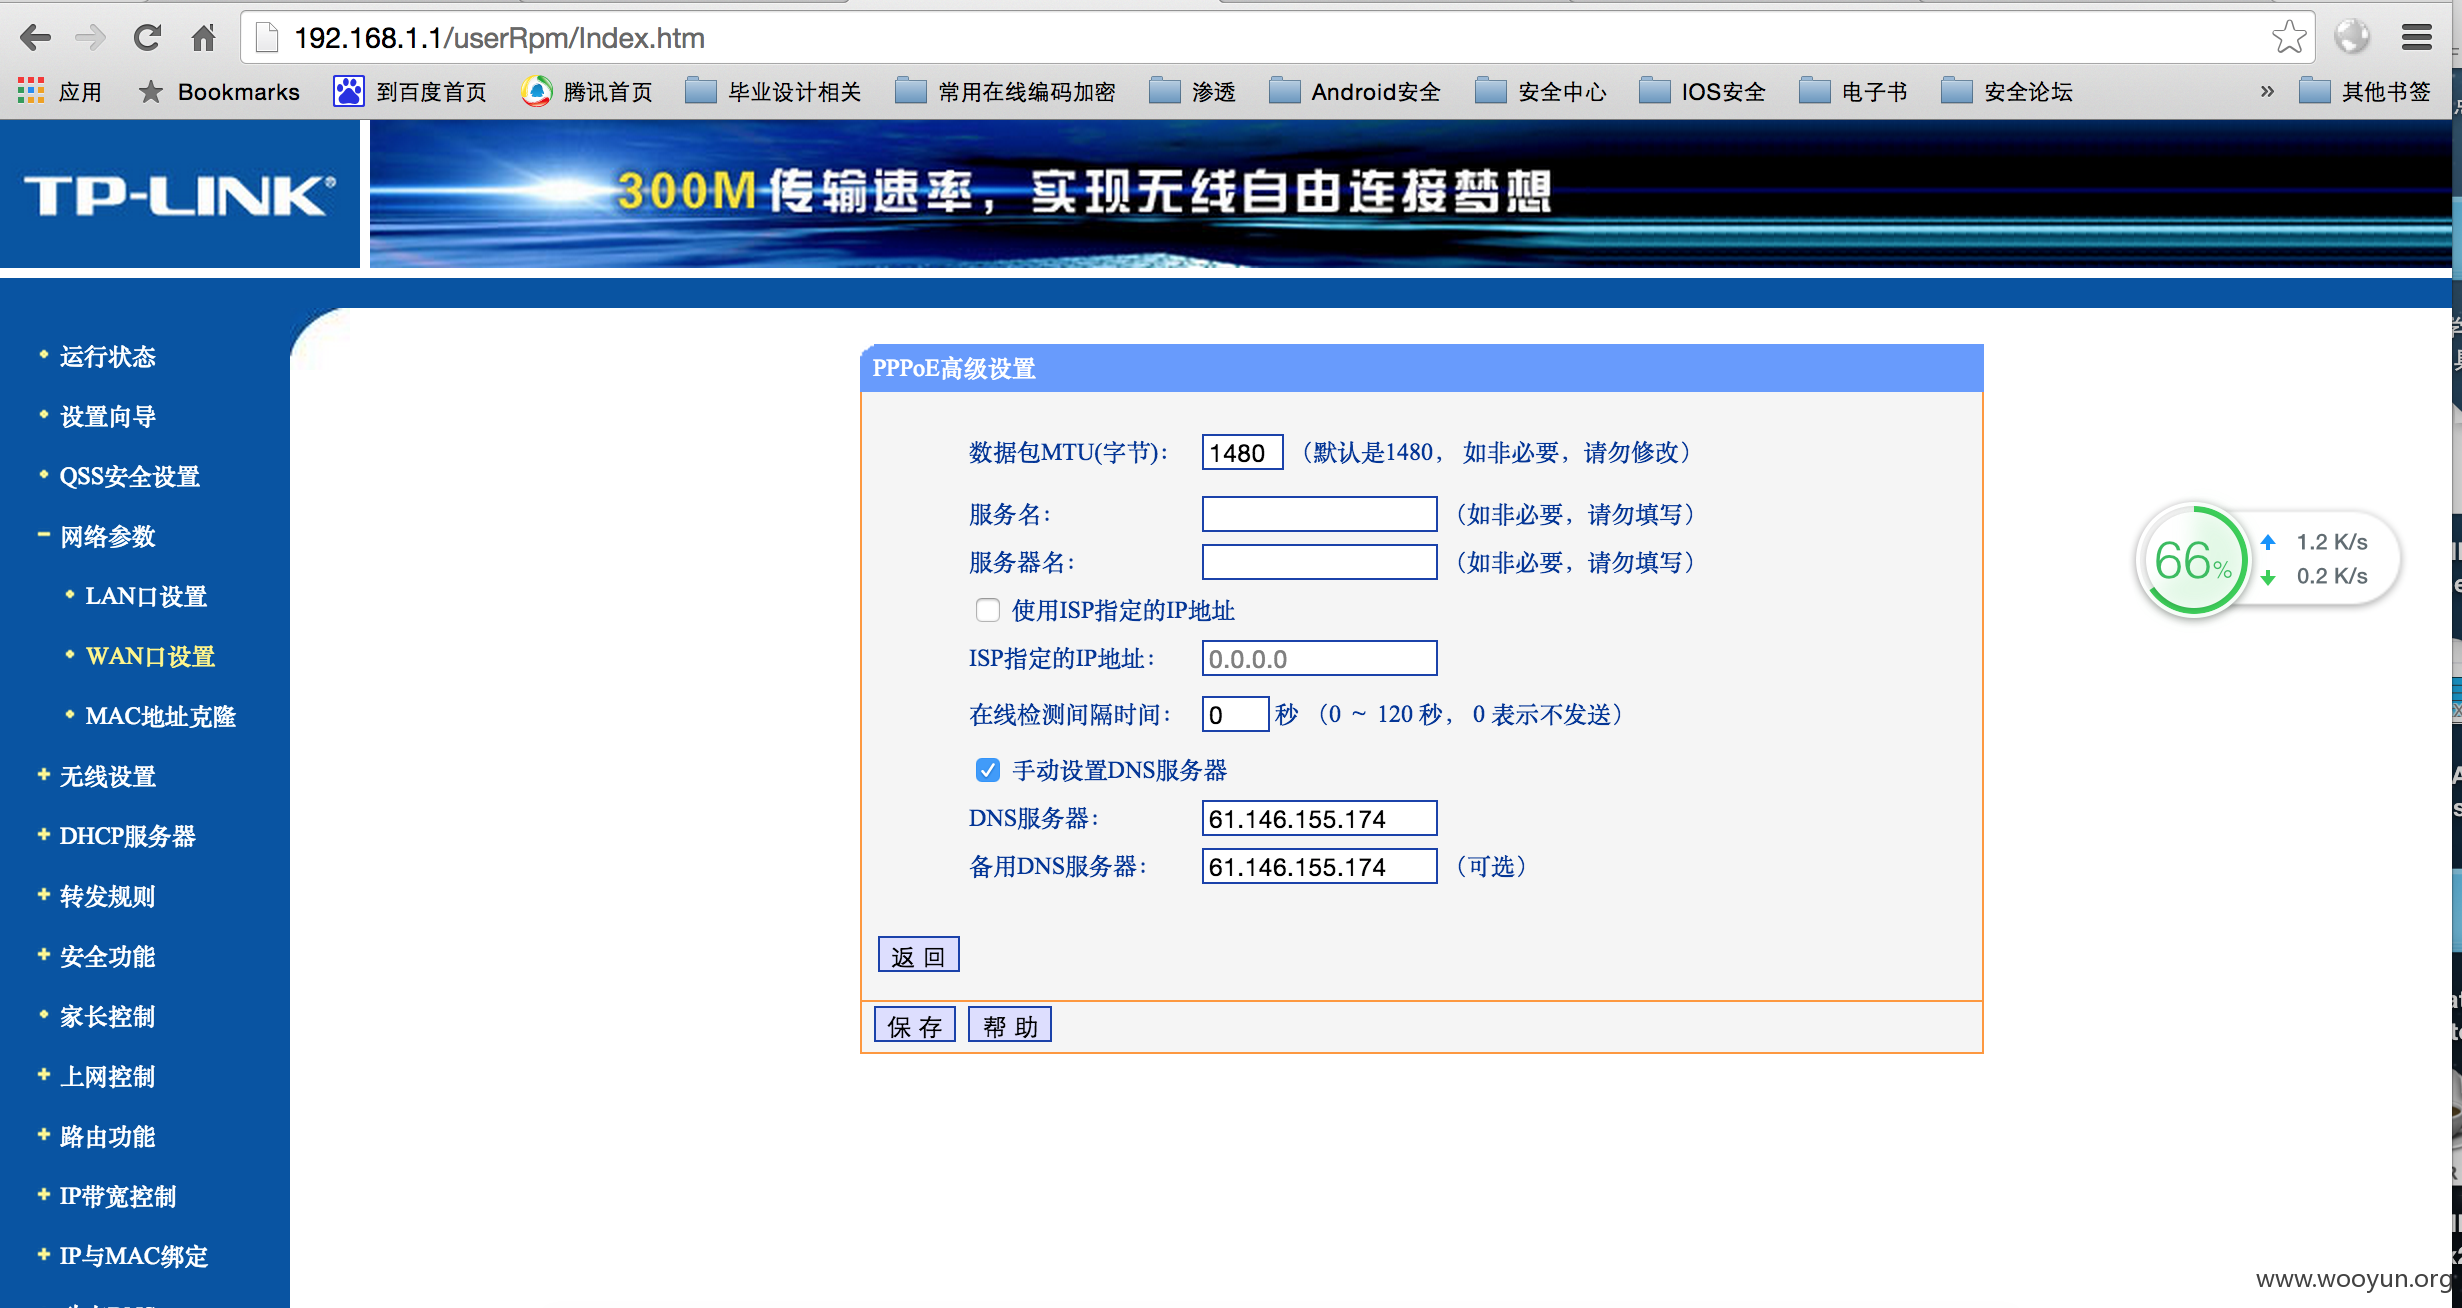 192.168.1.1/userRpm/Index.htm
应用 Bookmarks 到百度首页 腾讯首页 毕业设计相关 常用在线编码加密 渗透 Android安全 安全中心 IOS安全 电子书 安全论坛 » 其他书签
TP-LINK®
300M传输速率，实现无线自由连接梦想
运行状态
设置向导
QSS安全设置
网络参数
LAN口设置
WAN口设置
MAC地址克隆
无线设置
DHCP服务器
转发规则
安全功能
家长控制
上网控制
路由功能
IP带宽控制
IP与MAC绑定
PPPoE高级设置
数据包MTU(字节)： 1480 （默认是1480， 如非必要，请勿修改）
服务名： （如非必要，请勿填写）
服务器名： （如非必要，请勿填写）
使用ISP指定的IP地址
ISP指定的IP地址： 0.0.0.0
在线检测间隔时间： 0 秒 （0 ～ 120 秒， 0 表示不发送）
手动设置DNS服务器
DNS服务器： 61.146.155.174
备用DNS服务器： 61.146.155.174 （可选）
返 回
保 存 帮 助
66%
1.2 K/s
0.2 K/s
www.wooyun.org